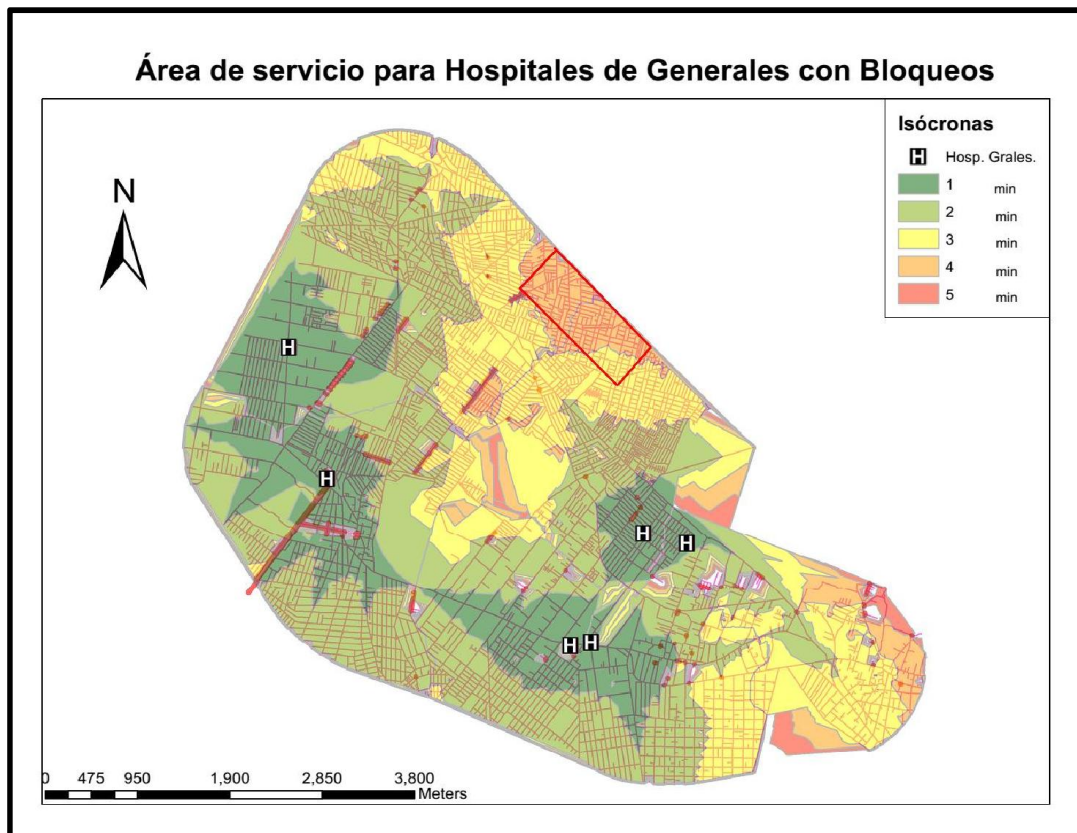 Área de servicio para Hospitales de Generales con Bloqueos
Isócronas
H Hosp. Grales.
1 min
2 min
3 min
4 min
5 min
N
H
H
H
H
H
H
0 475 950 1,900 2,850 3,800
Meters